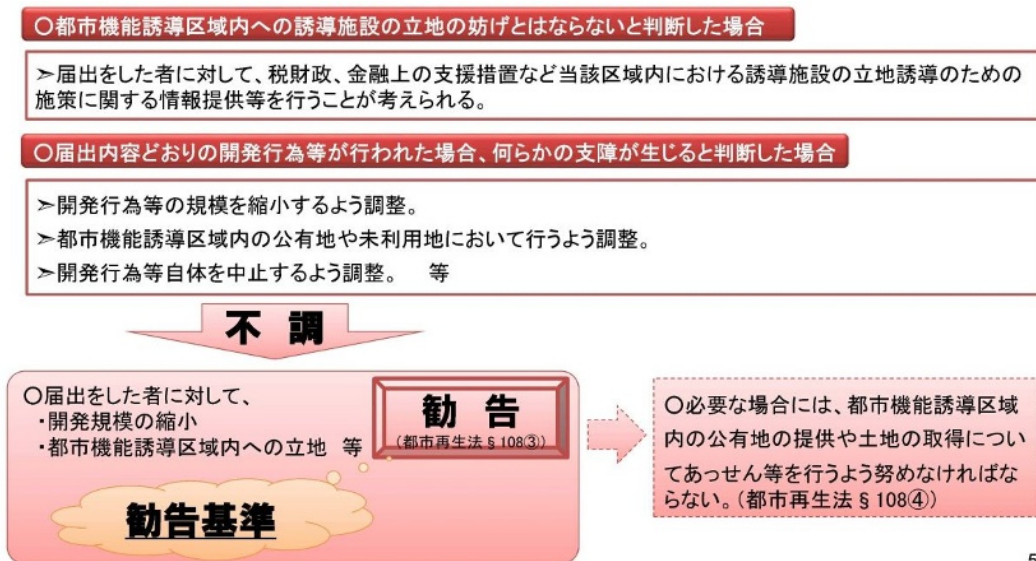 ○都市機能誘導区域内への誘導施設の立地の妨げとはならないと判断した場合
➣届出をした者に対して、税財政、金融上の支援措置など当該区域内における誘導施設の立地誘導のための
施策に関する情報提供等を行うことが考えられる。
○届出内容どおりの開発行為等が行われた場合、何らかの支障が生じると判断した場合
➣開発行為等の規模を縮小するよう調整。
➣都市機能誘導区域内の公有地や未利用地において行うよう調整。
➣開発行為等自体を中止するよう調整。　等
不 調
○届出をした者に対して、
・開発規模の縮小
・都市機能誘導区域内への立地 等
勧 告
(都市再生法§108③)
勧告基準
○必要な場合には、都市機能誘導区域
内の公有地の提供や土地の取得につい
てあっせん等を行うよう努めなければな
らない。(都市再生法§108④)
5